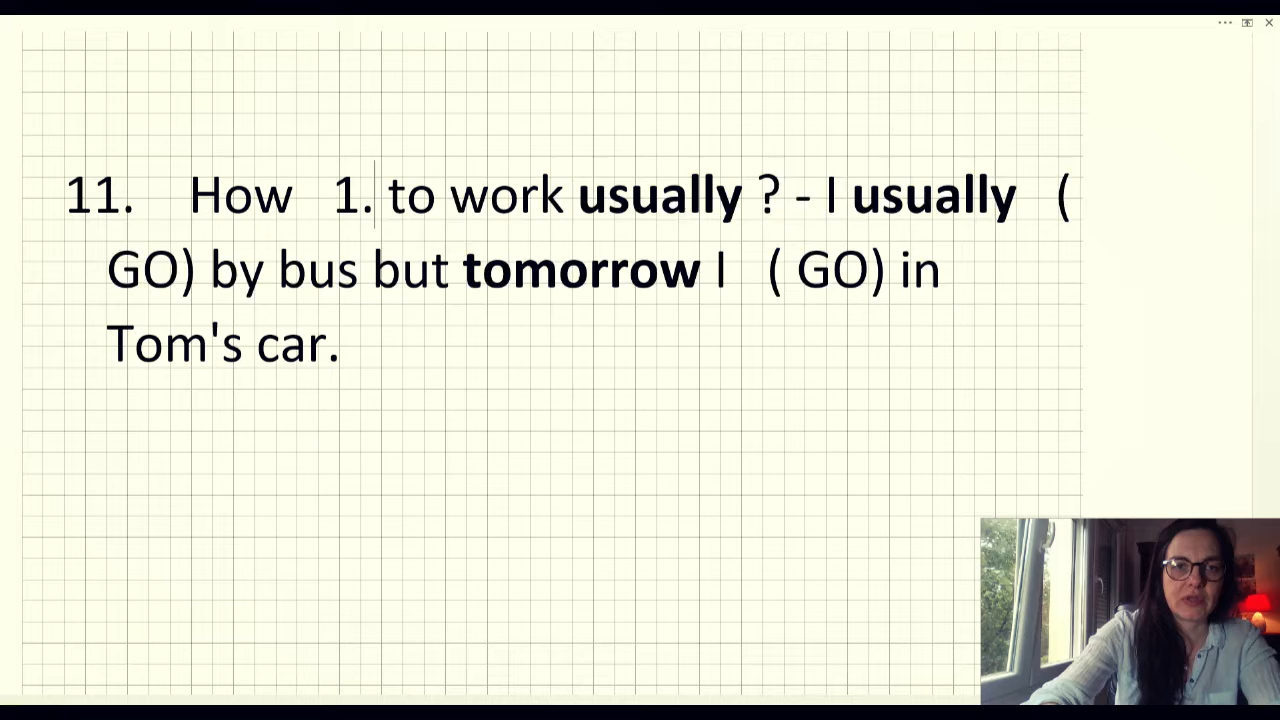 11. How 1. to work usually ? - I usually (
GO) by bus but tomorrow I ( GO) in
Tom's car.